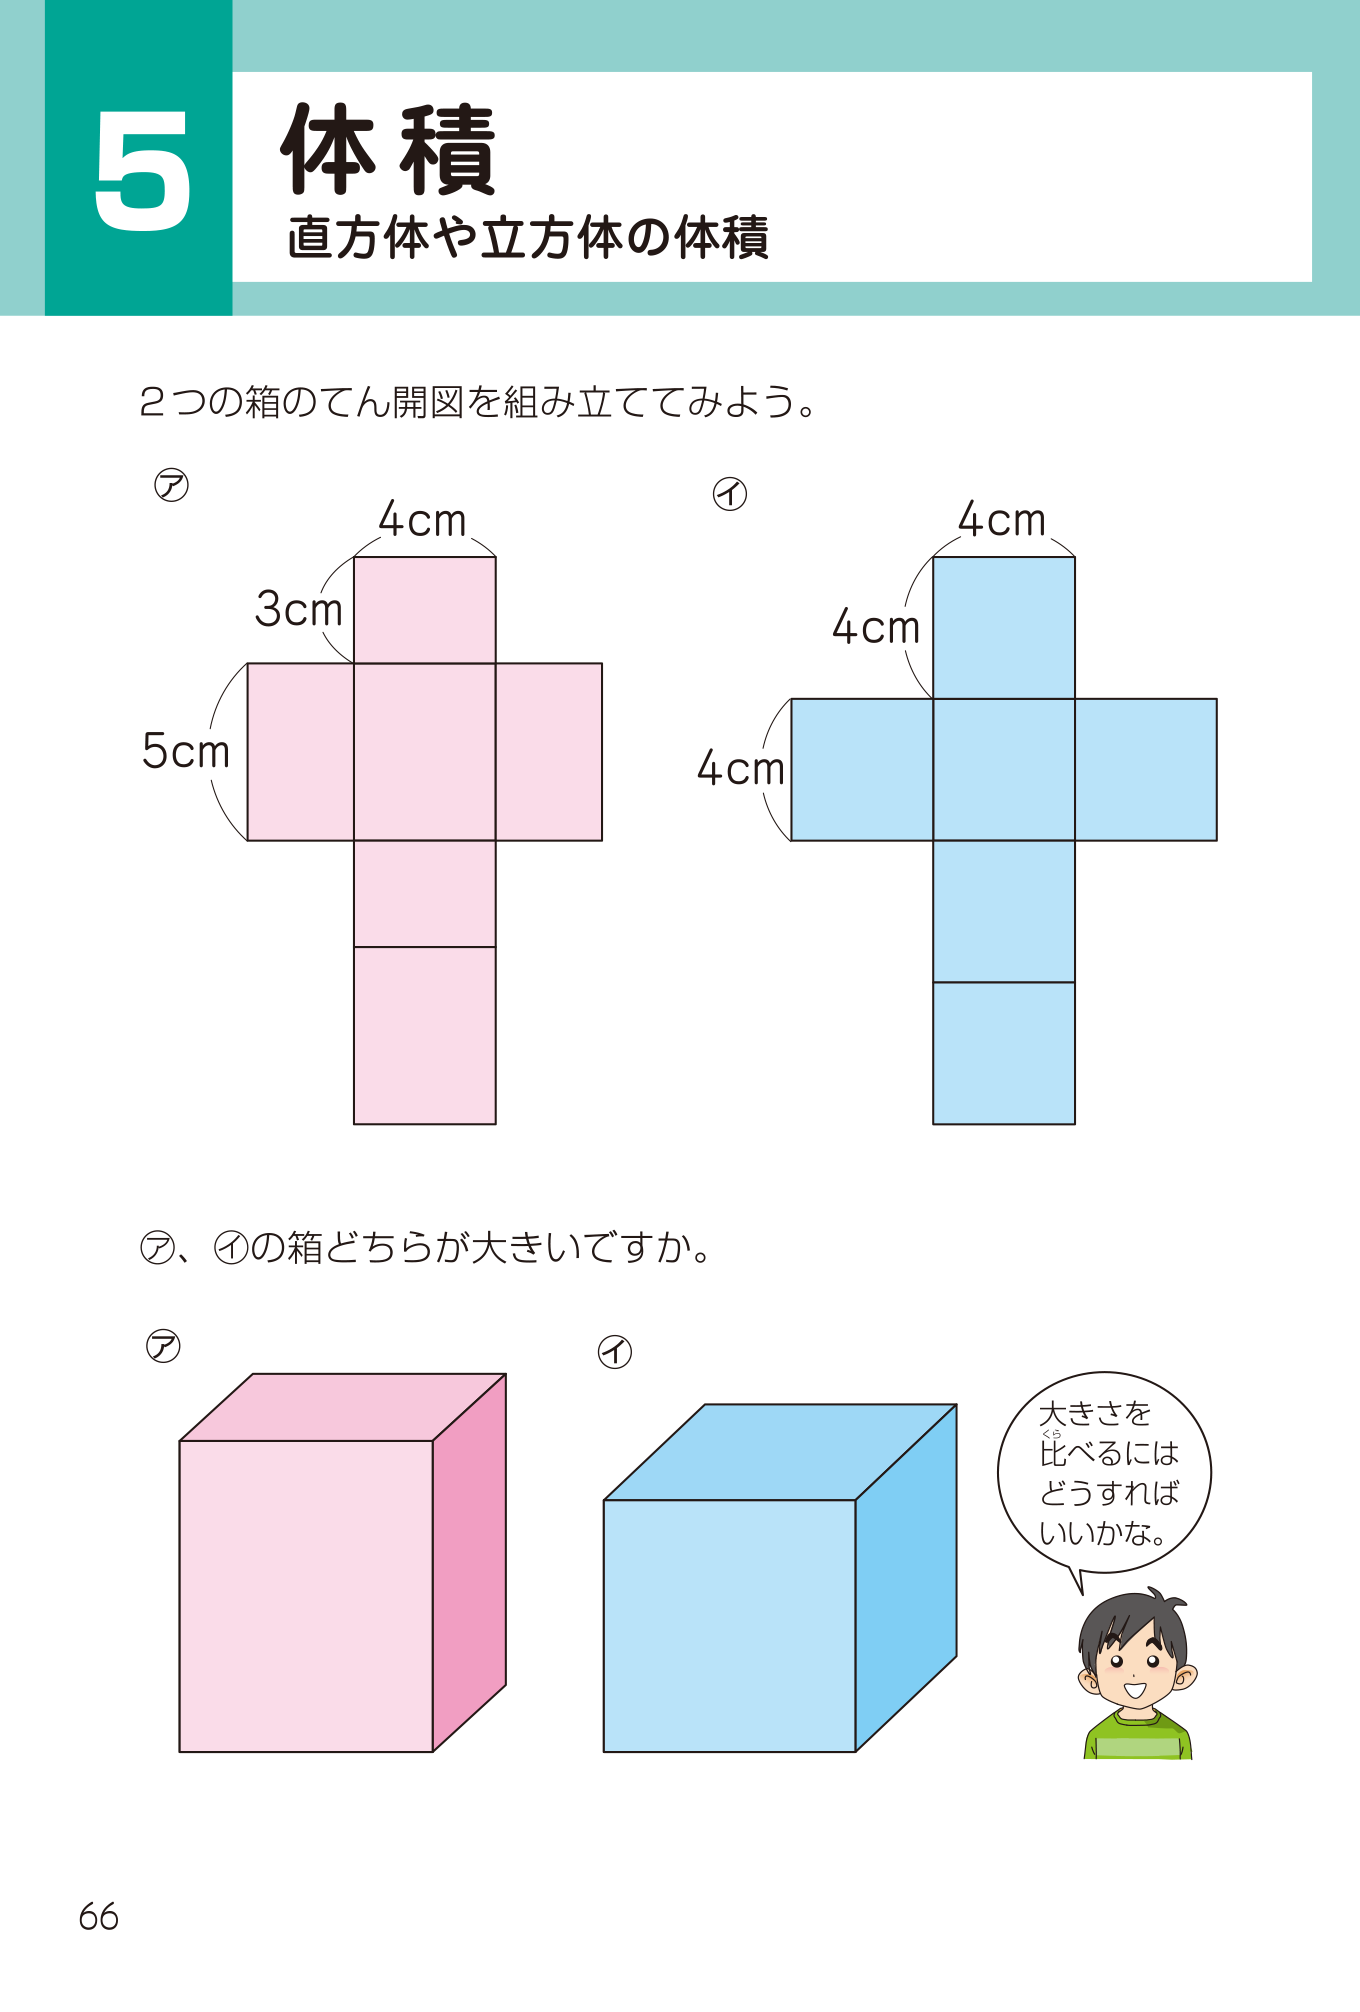 5
体積
直方体や立方体の体積
2つの箱のてん開図を組み立ててみよう。
㋐
4cm
3cm
5cm
㋑
4cm
4cm
4cm
㋐、㋑の箱どちらが大きいですか。
㋐
㋑
大きさを
くら
比べるには
どうすれば
いいかな。
66